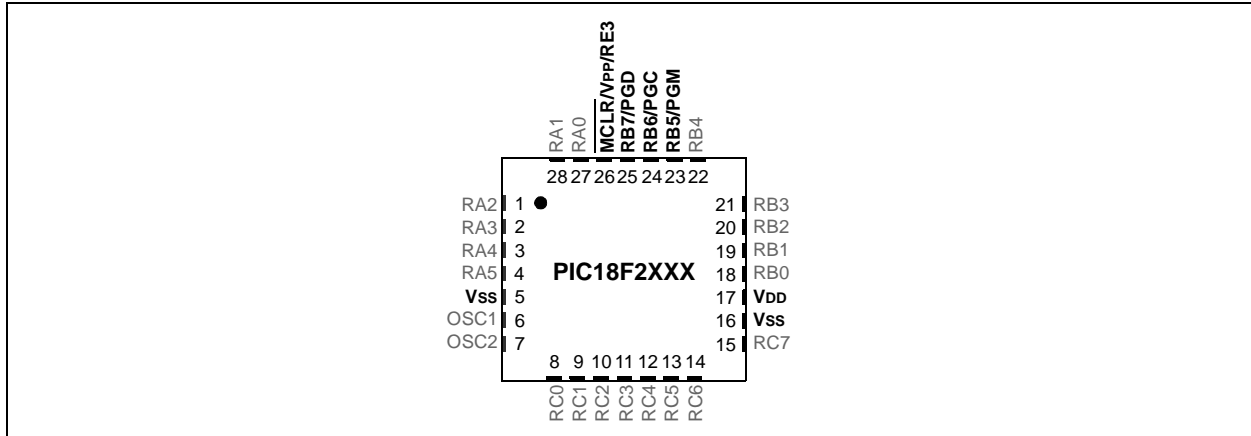 RA1
RA0
MCLR/VPP/RE3
RB7/PGD
RB6/PGC
RB5/PGM
RB4
28 27 26 25 24 23 22
RA2 1 21 RB3
RA3 2 20 RB2
RA4 3 19 RB1
RA5 4 PIC18F2XXX 18 RB0
VSS 5 17 VDD
OSC1 6 16 VSS
OSC2 7 15 RC7
8 9 10 11 12 13 14
RC0
RC1
RC2
RC3
RC4
RC5
RC6